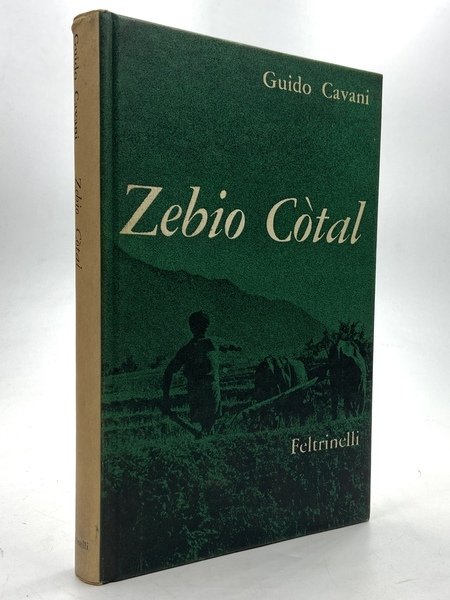 Guido Cavani
Zebio Còtal
Feltrinelli
Guido Cavani
Zebio Còtal